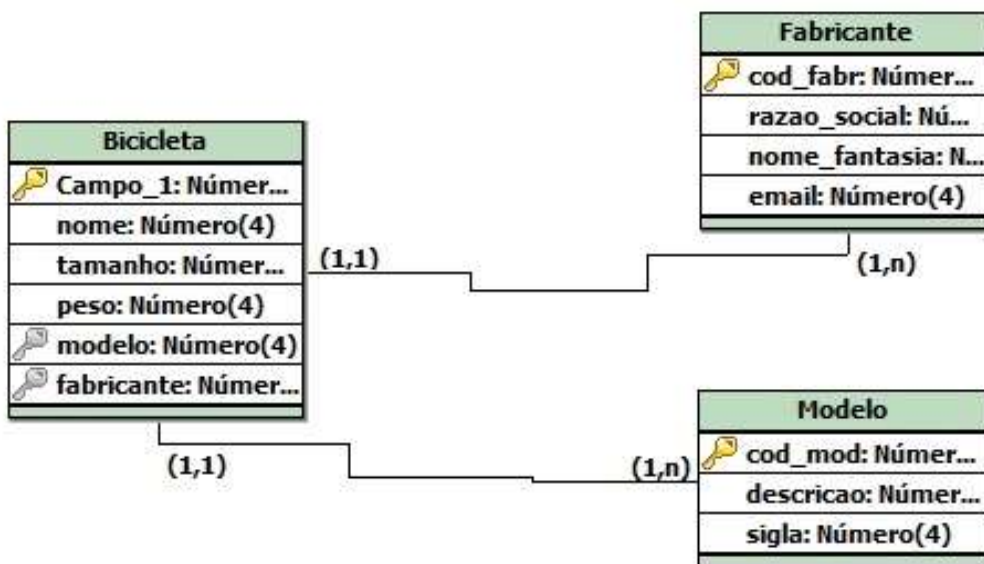 Fabricante
cod_fabr: Númer...
razao_social: Nú...
nome_fantasia: N...
email: Número(4)
(1,n)
Bicicleta
Campo_1: Númer...
nome: Número(4)
tamanho: Númer...
peso: Número(4)
modelo: Número(4)
fabricante: Númer...
(1,1)
(1,1)
(1,n)
Modelo
cod_mod: Númer...
descricao: Númer...
sigla: Número(4)